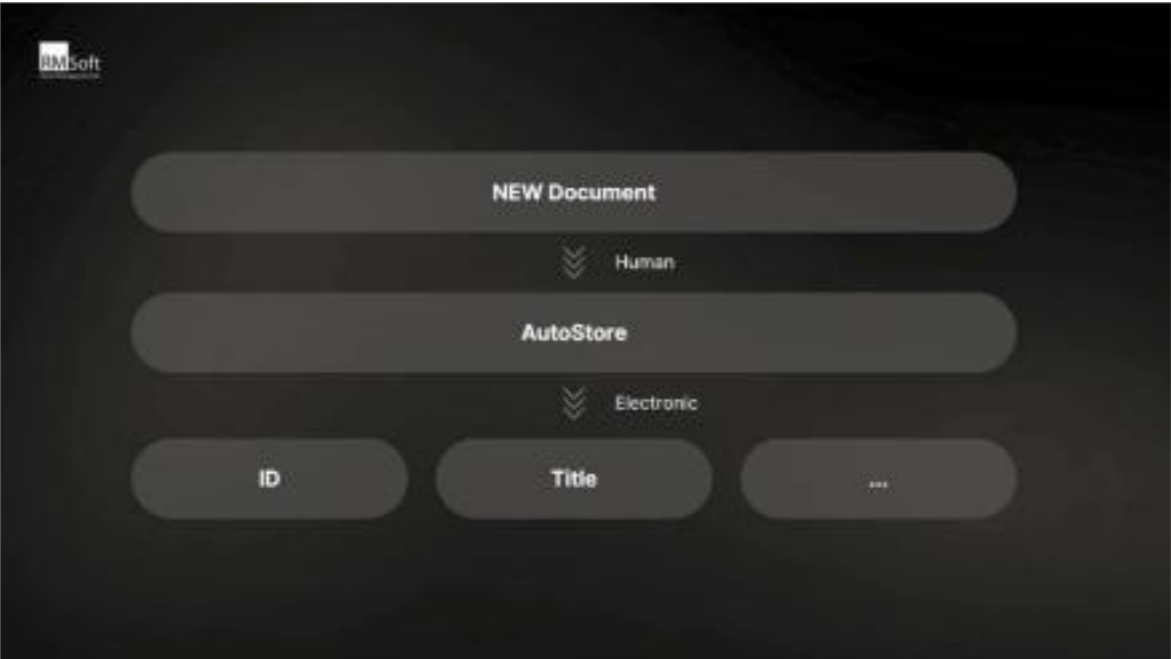 RMSoft
NEW Document
Human
AutoStore
Electronic
ID
Title
...